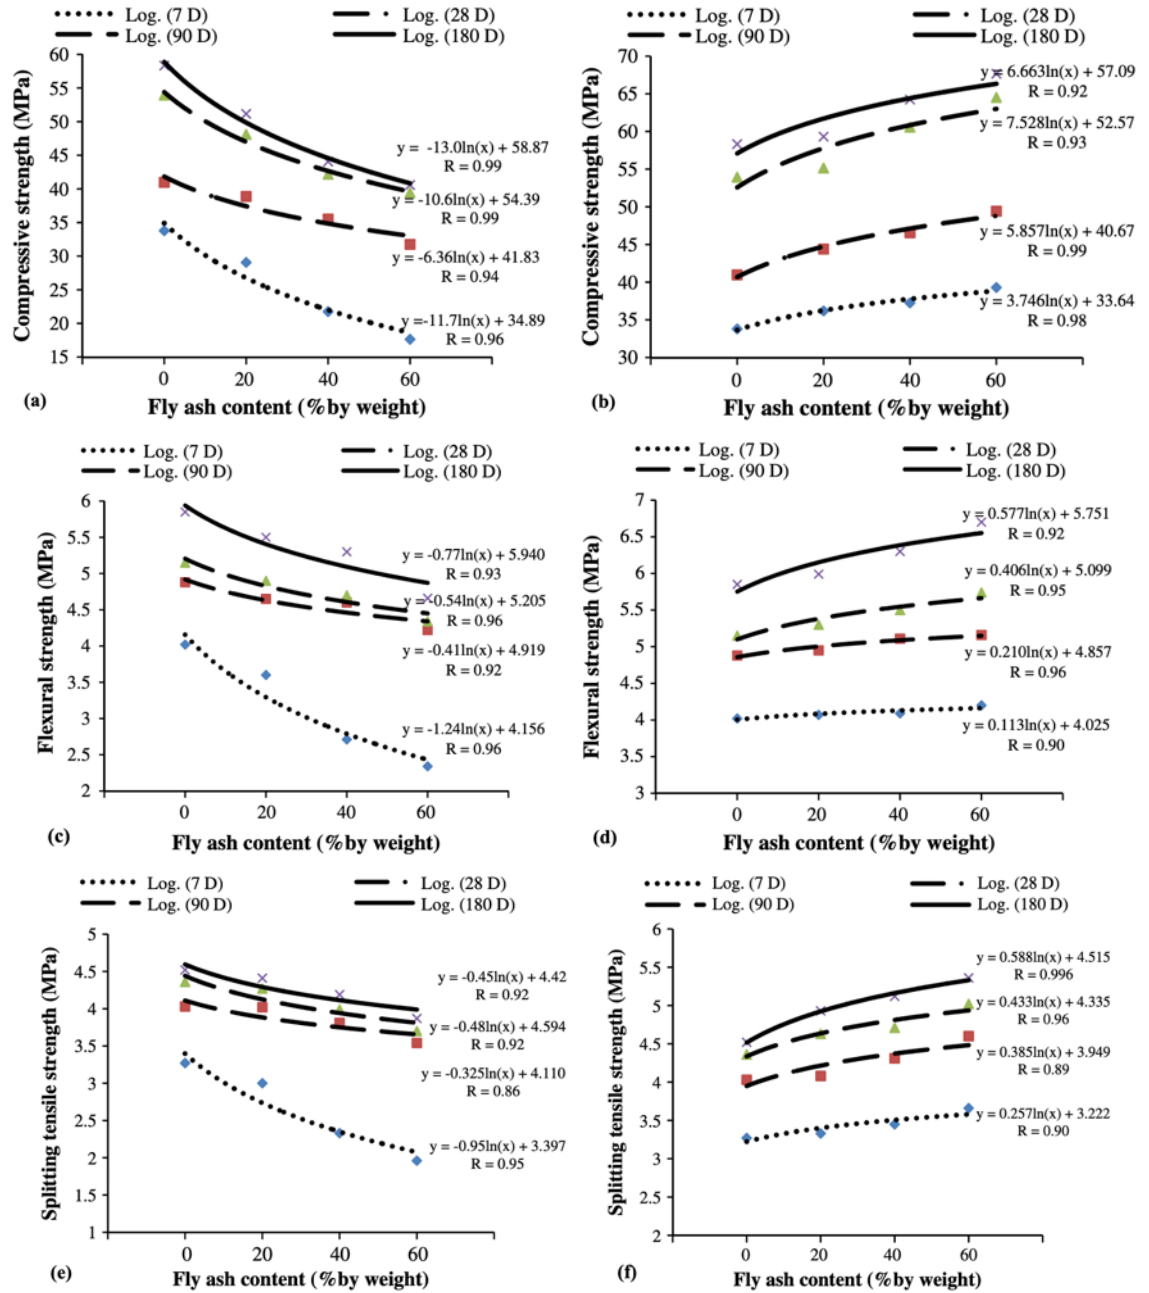 Log. (7 D)
Log. (28 D)
Log. (90 D)
Log. (180 D)
Compressive strength (MPa)
60
55
50
45
40
35
30
25
20
15
y = -13.0ln(x) + 58.87
R = 0.99
y = -10.6ln(x) + 54.39
R = 0.99
y = -6.36ln(x) + 41.83
R = 0.94
y =-11.7ln(x) + 34.89
R = 0.96
0 20 40 60
(a)
Fly ash content (%by weight)
Log. (7 D)
Log. (28 D)
Log. (90 D)
Log. (180 D)
Compressive strength (MPa)
70
65
60
55
50
45
40
35
30
y = 6.663ln(x) + 57.09
R = 0.92
y = 7.528ln(x) + 52.57
R = 0.93
y = 5.857ln(x) + 40.67
R = 0.99
y = 3.746ln(x) + 33.64
R = 0.98
0 20 40 60
(b)
Fly ash content (%by weight)
Log. (7 D)
Log. (28 D)
Log. (90 D)
Log. (180 D)
Flexural strength (MPa)
6
5.5
5
4.5
4
3.5
3
2.5
2
y = -0.77ln(x) + 5.940
R = 0.93
y = -0.54ln(x) + 5.205
R = 0.96
y = -0.41ln(x) + 4.919
R = 0.92
y = -1.24ln(x) + 4.156
R = 0.96
0 20 40 60
(c)
Fly ash content (%by weight)
Log. (7 D)
Log. (28 D)
Log. (90 D)
Log. (180 D)
Flexural strength (MPa)
7
6.5
6
5.5
5
4.5
4
3.5
3
y = 0.577ln(x) + 5.751
R = 0.92
y = 0.406ln(x) + 5.099
R = 0.95
y = 0.210ln(x) + 4.857
R = 0.96
y = 0.113ln(x) + 4.025
R = 0.90
0 20 40 60
(d)
Fly ash content (%by weight)
Log. (7 D)
Log. (28 D)
Log. (90 D)
Log. (180 D)
Splitting tensile strength (MPa)
5
4.5
4
3.5
3
2.5
2
1.5
1
y = -0.45ln(x) + 4.42
R = 0.92
y = -0.48ln(x) + 4.594
R = 0.92
y = -0.325ln(x) + 4.110
R = 0.86
y = -0.95ln(x) + 3.397
R = 0.95
0 20 40 60
(e)
Fly ash content (%by weight)
Log. (7 D)
Log. (28 D)
Log. (90 D)
Log. (180 D)
Splitting tensile strength (MPa)
6
5.5
5
4.5
4
3.5
3
2.5
2
y = 0.588ln(x) + 4.515
R = 0.996
y = 0.433ln(x) + 4.335
R = 0.96
y = 0.385ln(x) + 3.949
R = 0.89
y = 0.257ln(x) + 3.222
R = 0.90
0 20 40 60
(f)
Fly ash content (%by weight)